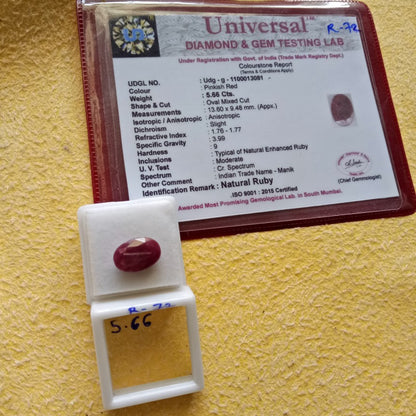 Universal™
R-72
DIAMOND & GEM TESTING LAB
Under Registration with Govt. of India (Trade Mark Registry Dept.)
Colourstone Report
(Terms & Conditions Apply)
UDGL NO. : Udg - g - 1100013081
Colour : Pinkish Red
Weight : 5.66 Cts.
Shape & Cut : Oval Mixed Cut
Measurements : 13.60 x 9.48 mm (Appx.)
Isotropic / Anisotropic : Anisotropic
Dichroism : Slight
Refractive Index : 1.76 - 1.77
Specific Gravity : 3.99
Hardness : 9
Inclusions : Typical of Natural Enhanced Ruby
U. V. Test : Moderate
Spectrum : Cr. Spectrum
Other Comment : Indian Trade Name - Manik
Identification Remark : Natural Ruby
(Chief Gemmologist)
.ISO 9001 : 2015 Certified
Awarded Most Promising Gemological Lab. in South Mumbai.
R-72
5.66